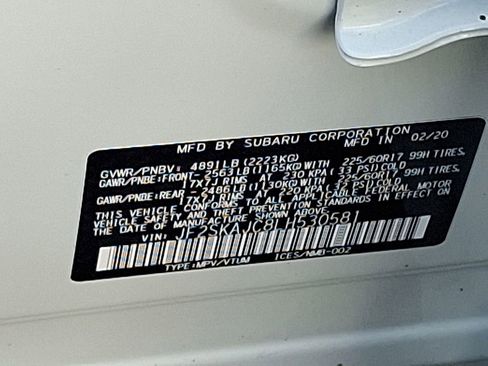 MFD BY SUBARU CORPORATION
MFD IN 02/20
GVWR/PNBV: 4891LB (2223KG)
GAWR/PNBE-FRONT- 2563LB (1165KG) WITH 225/60R17 99H TIRES,
17X7J RIMS AT 230 KPA (33 PSI) COLD
GAWR/PNBE-REAR - 2486LB (1130KG) WITH 225/60R17 99H TIRES,
17X7J RIMS AT 220 KPA (32 PSI) COLD
THIS VEHICLE CONFORMS TO ALL APPLICABLE FEDERAL MOTOR
VEHICLE SAFETY AND THEFT PREVENTION STANDARDS IN EFFECT ON
THE DATE OF MANUFACTURE SHOWN ABOVE.
VIN: JF2SKAJC8LH530581
TYPE:MPV/VTUM ICES/NMB-002